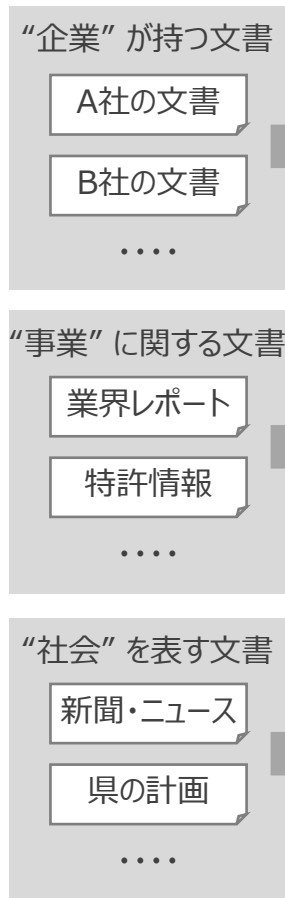 “企業” が持つ文書
A社の文書
B社の文書
・・・・
“事業” に関する文書
業界レポート
特許情報
・・・・
“社会” を表す文書
新聞・ニュース
県の計画
・・・・